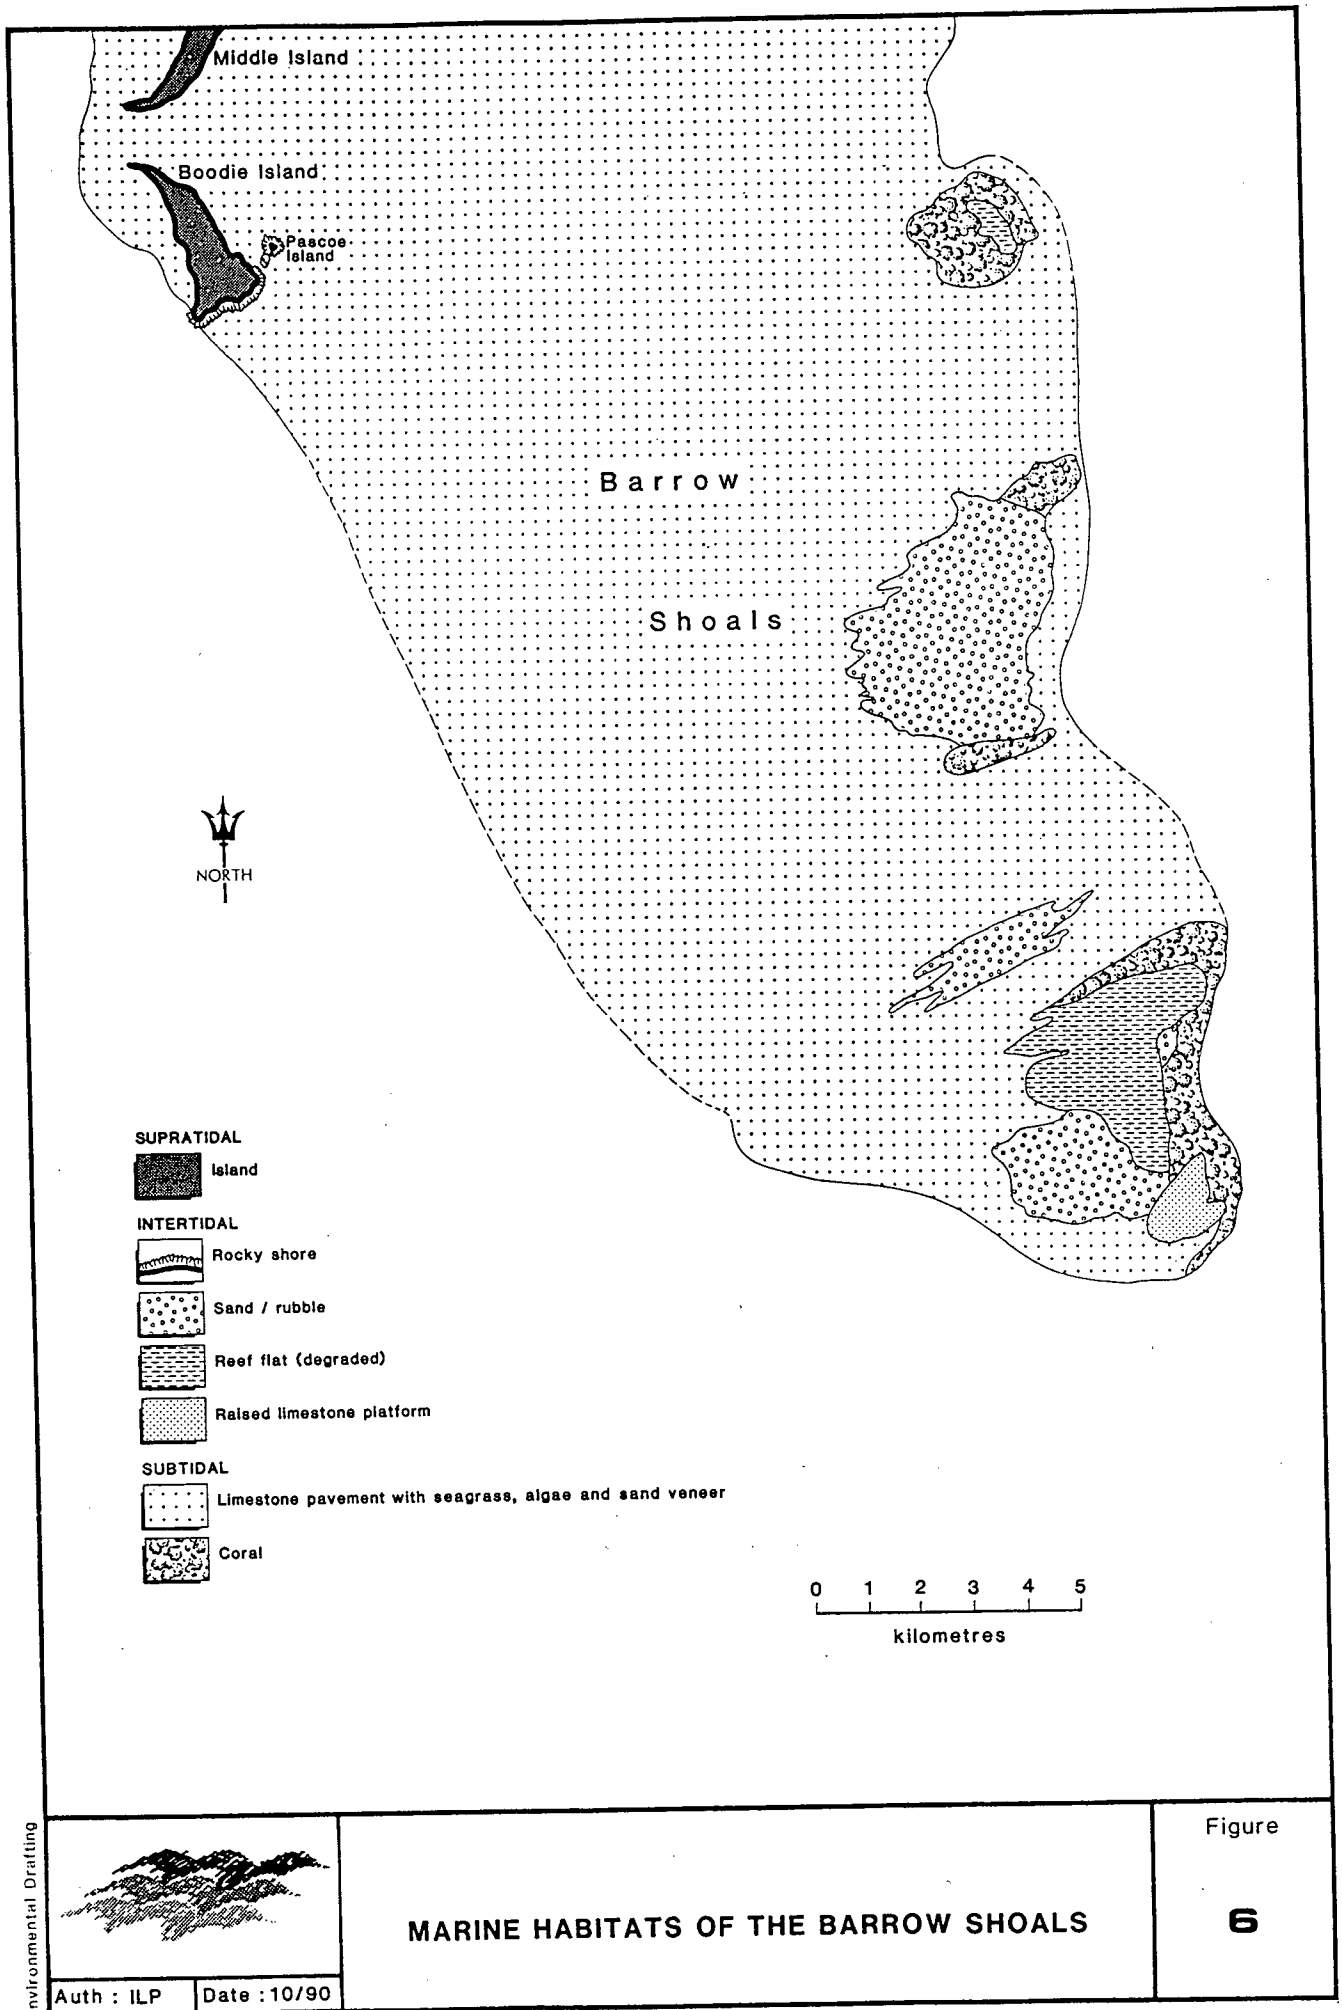 Middle Island
Boodie Island
Pascoe
Island
Barrow
Shoals
NORTH
SUPRATIDAL
Island
INTERTIDAL
Rocky shore
Sand / rubble
Reef flat (degraded)
Raised limestone platform
SUBTIDAL
Limestone pavement with seagrass, algae and sand veneer
Coral
0 1 2 3 4 5
kilometres
nvironmental Drafting
Figure
6
MARINE HABITATS OF THE BARROW SHOALS
Auth : ILP
Date : 10/90